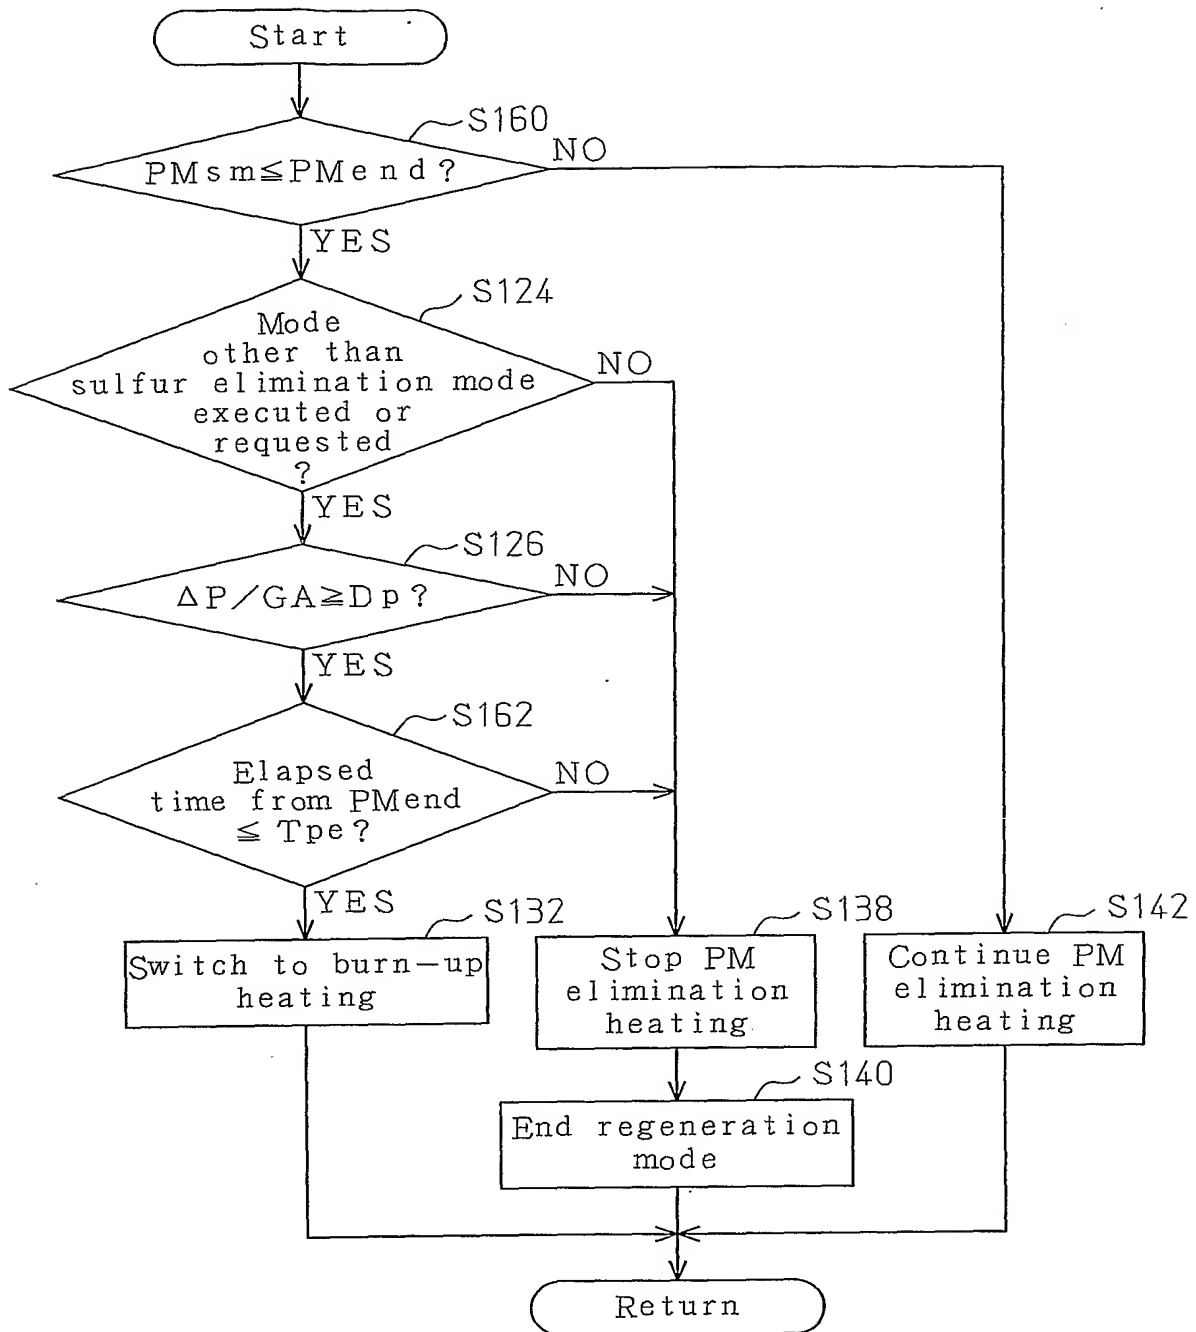 Start
S160
PMsm≦PMend?
NO
YES
S124
Mode
other than
sulfur elimination mode
executed or
requested
?
NO
YES
S126
ΔP/GA≧Dp?
NO
YES
S162
Elapsed
time from PMend
≦ Tpe?
NO
YES
S132
Switch to burn-up
heating
S138
Stop PM
elimination
heating
S142
Continue PM
elimination
heating
S140
End regeneration
mode
Return